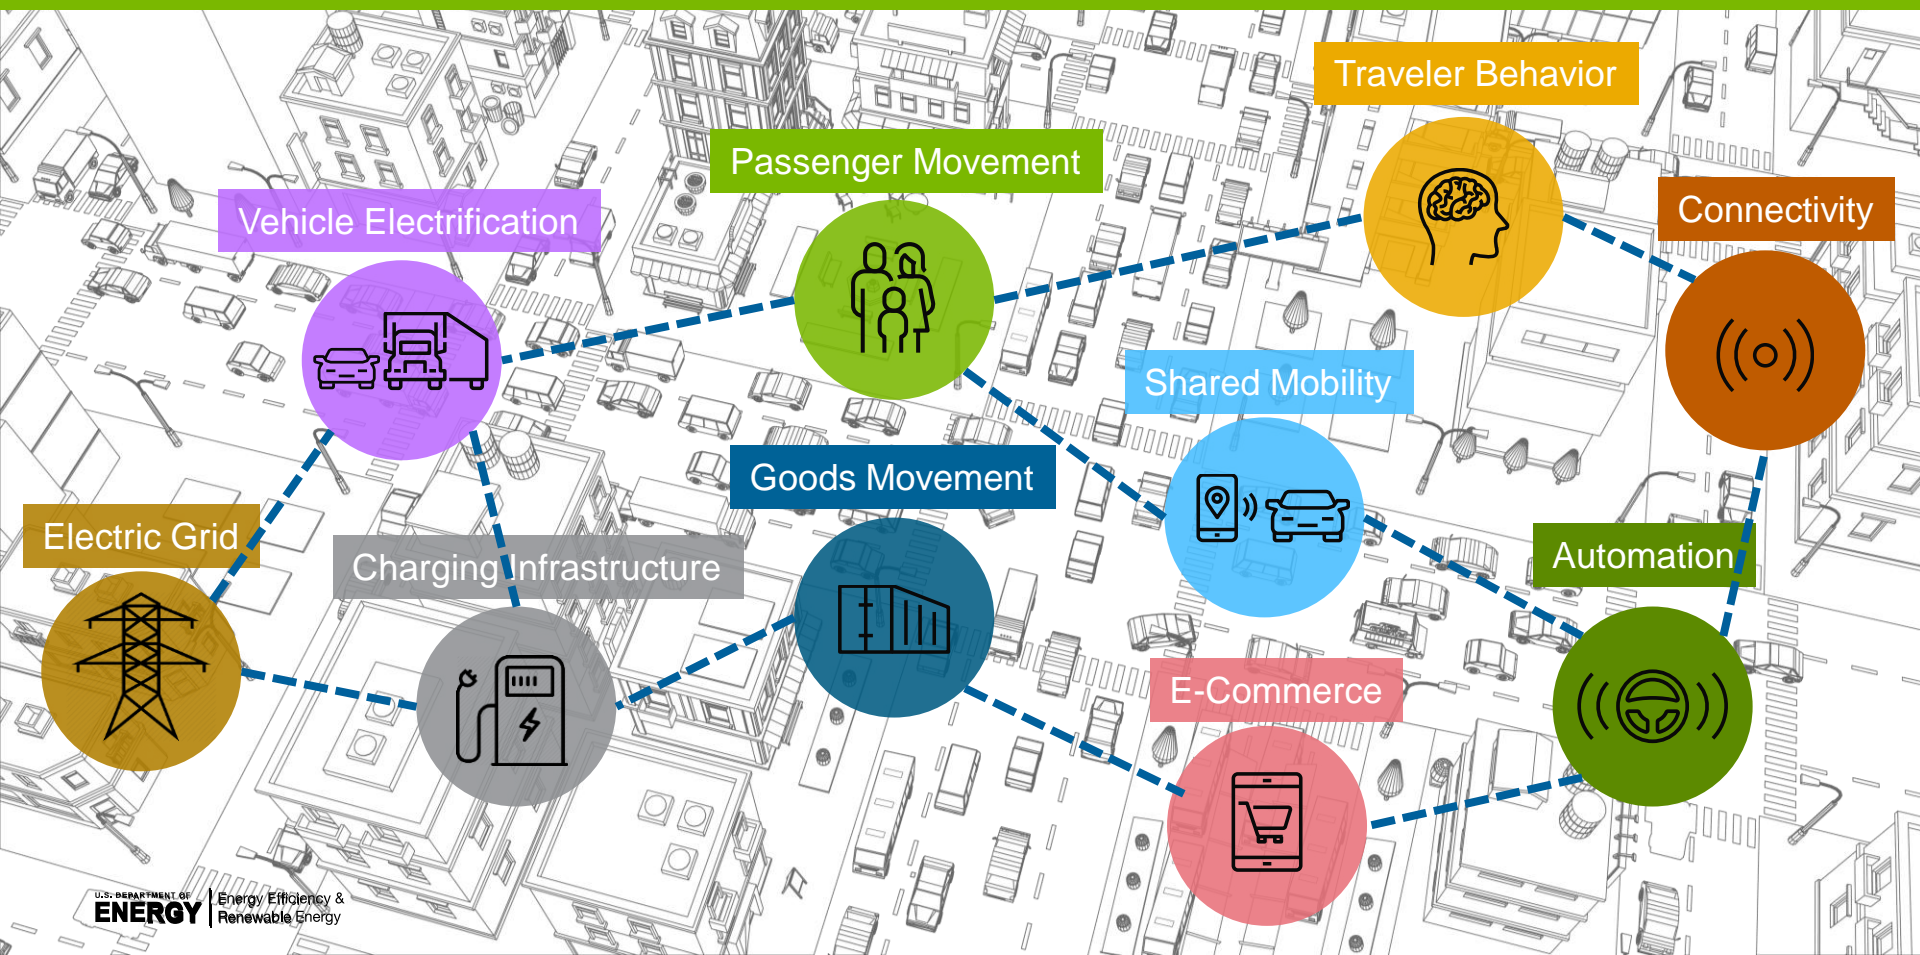 Traveler Behavior
Passenger Movement
Connectivity
Vehicle Electrification
Shared Mobility
Goods Movement
Electric Grid
Charging Infrastructure
Automation
E-Commerce
U.S. DEPARTMENT OF
ENERGY
Energy Efficiency &
Renewable Energy